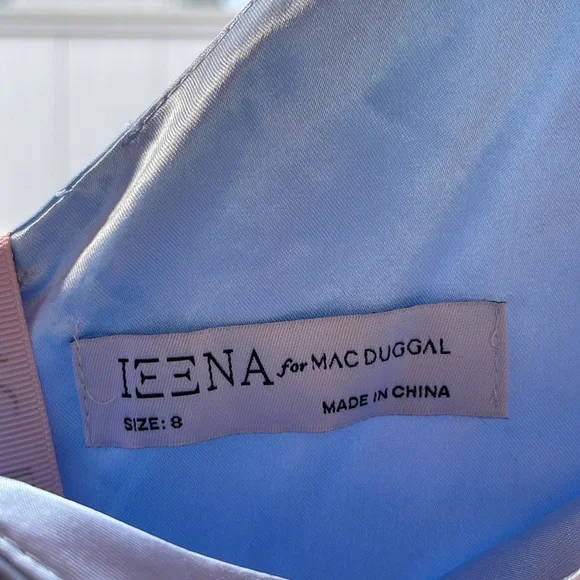 IEENA for MAC DUGGAL
SIZE: 8 MADE IN CHINA